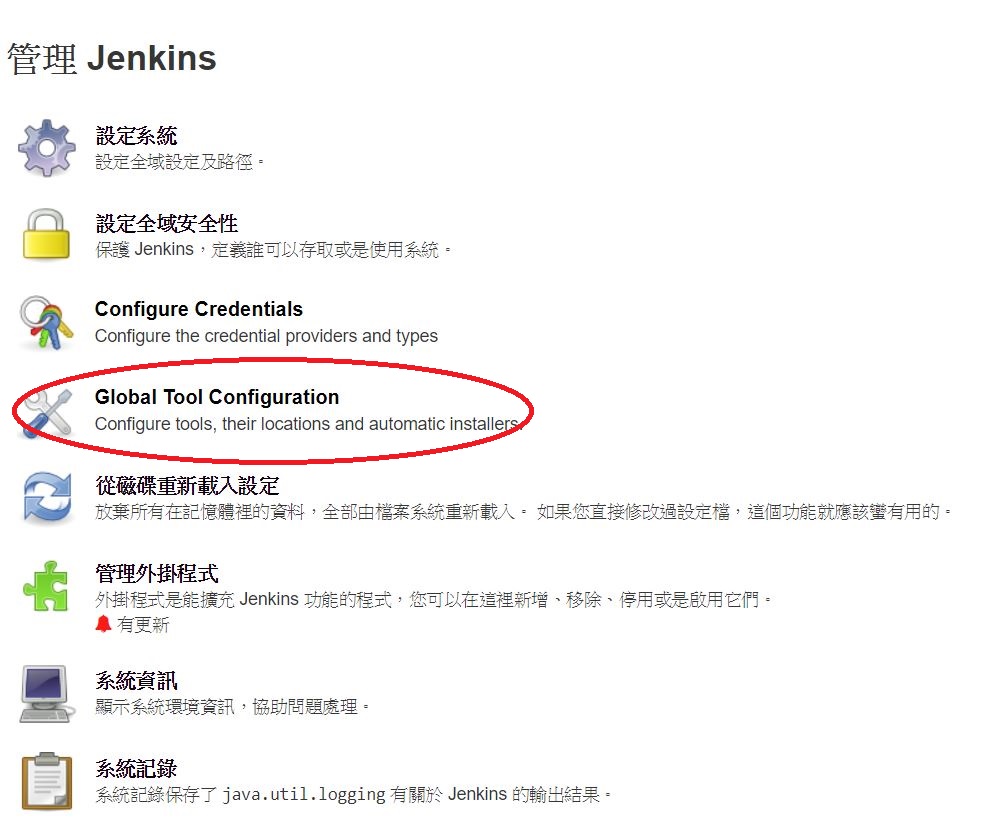 管理 Jenkins
設定系統
設定全域設定及路徑。
設定全域安全性
保護 Jenkins，定義誰可以存取或是使用系統。
Configure Credentials
Configure the credential providers and types
Global Tool Configuration
Configure tools, their locations and automatic installers.
從磁碟重新載入設定
放棄所有在記憶體裡的資料，全部由檔案系統重新載入。 如果您直接修改過設定檔，這個功能就應該蠻有用的。
管理外掛程式
外掛程式是能擴充 Jenkins 功能的程式，您可以在這裡新增、移除、停用或是啟用它們。
有更新
系統資訊
顯示系統環境資訊，協助問題處理。
系統記錄
系統記錄保存了 java.util.logging 有關於 Jenkins 的輸出結果。